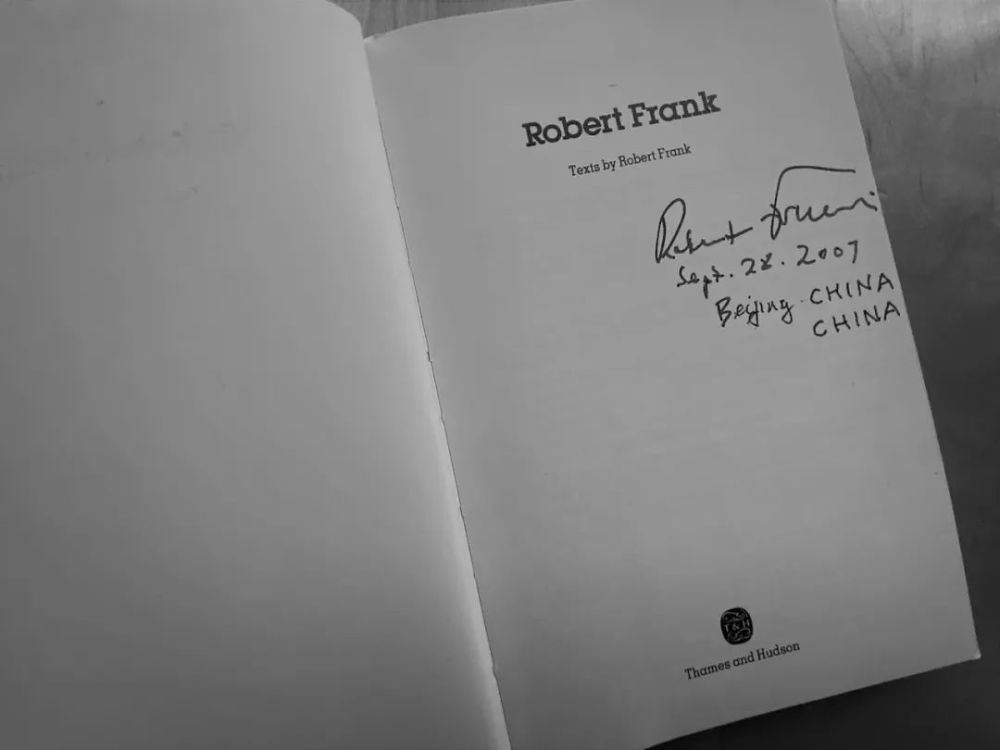 Robert Frank
Texts by Robert Frank
Robert Frank
Sept. 28. 2007
Beijing. CHINA
CHINA
T&H
Thames and Hudson